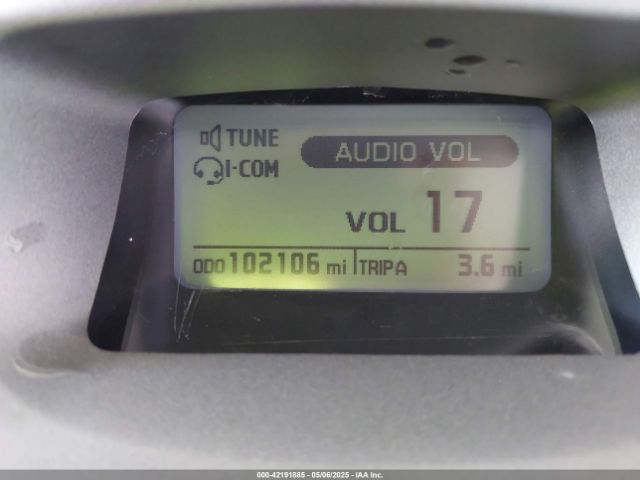 TUNE
AUDIO VOL
I-COM
VOL 17
ODO 102106 mi TRIP A 3.6 mi
000-42191885 - 05/06/2025 - IAA Inc.